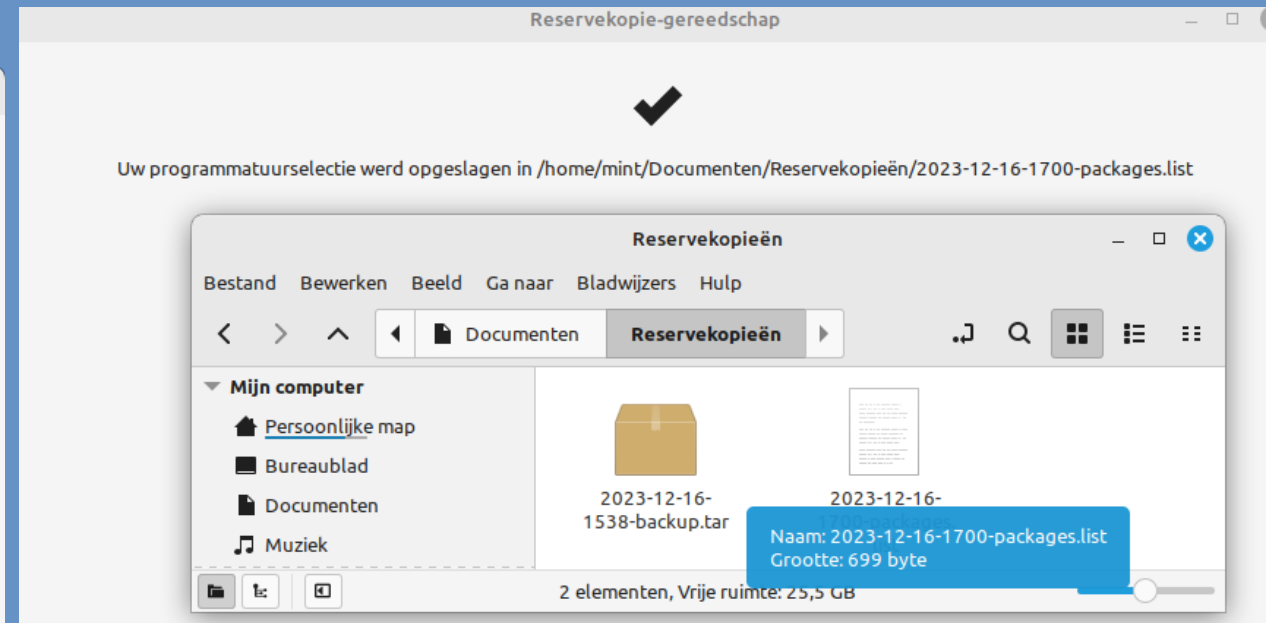 Reservekopie-gereedschap
Uw programmatuurselectie werd opgeslagen in /home/mint/Documenten/Reservekopieën/2023-12-16-1700-packages.list
Reservekopieën
Bestand Bewerken Beeld Ga naar Bladwijzers Hulp
Documenten Reservekopieën
Mijn computer
Persoonlijke map
Bureaublad
Documenten
Muziek
2023-12-16-
1538-backup.tar
2023-12-16-
1700-packages.
Naam: 2023-12-16-1700-packages.list
Grootte: 699 byte
2 elementen, Vrije ruimte: 25,5 GB